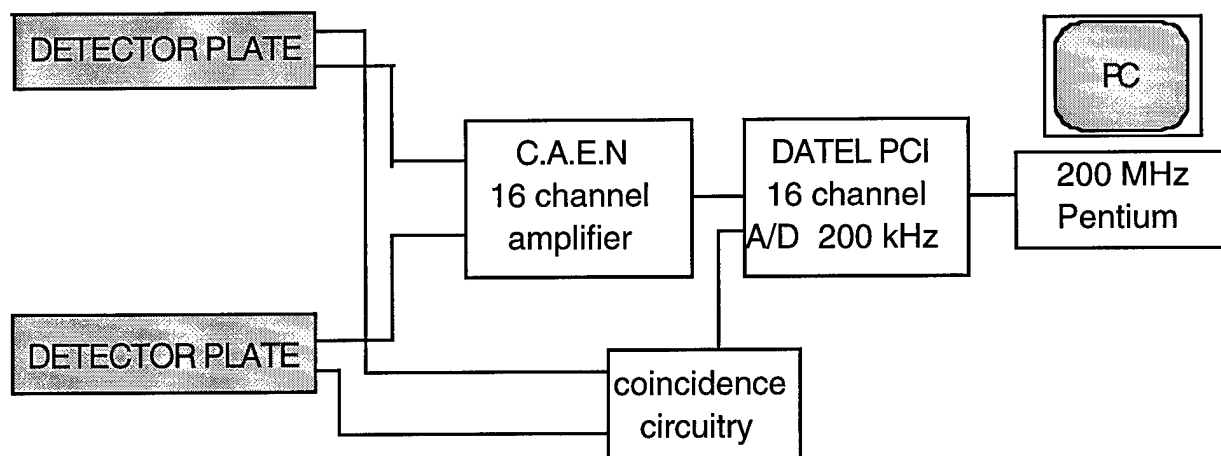 DETECTOR PLATE
C.A.E.N
16 channel
amplifier
DATEL PCI
16 channel
A/D 200 kHz
PC
200 MHz
Pentium
DETECTOR PLATE
coincidence
circuitry